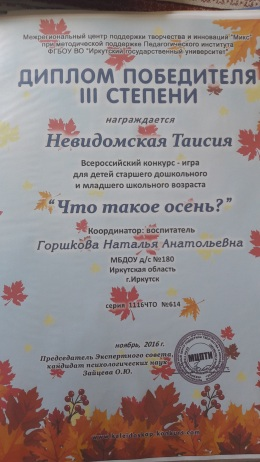 Межрегиональный центр поддержки творчества и инноваций "Микс"
при методической поддержке Педагогического института
ФГБОУ ВО "Иркутский государственный университет"
ДИПЛОМ ПОБЕДИТЕЛЯ
III СТЕПЕНИ
награждается
Невидомская Таисия
Всероссийский конкурс - игра
для детей старшего дошкольного
и младшего школьного возраста
“Что такое осень?”
Координатор: воспитатель
Горшкова Наталья Анатольевна
МБДОУ д/с №180
Иркутская область
г.Иркутск
серия 1116ЧТО №614
ноябрь, 2016 г.
Председатель Экспертного совета,
кандидат психологических наук
Зайцева О.Ю.
МЦПТИ